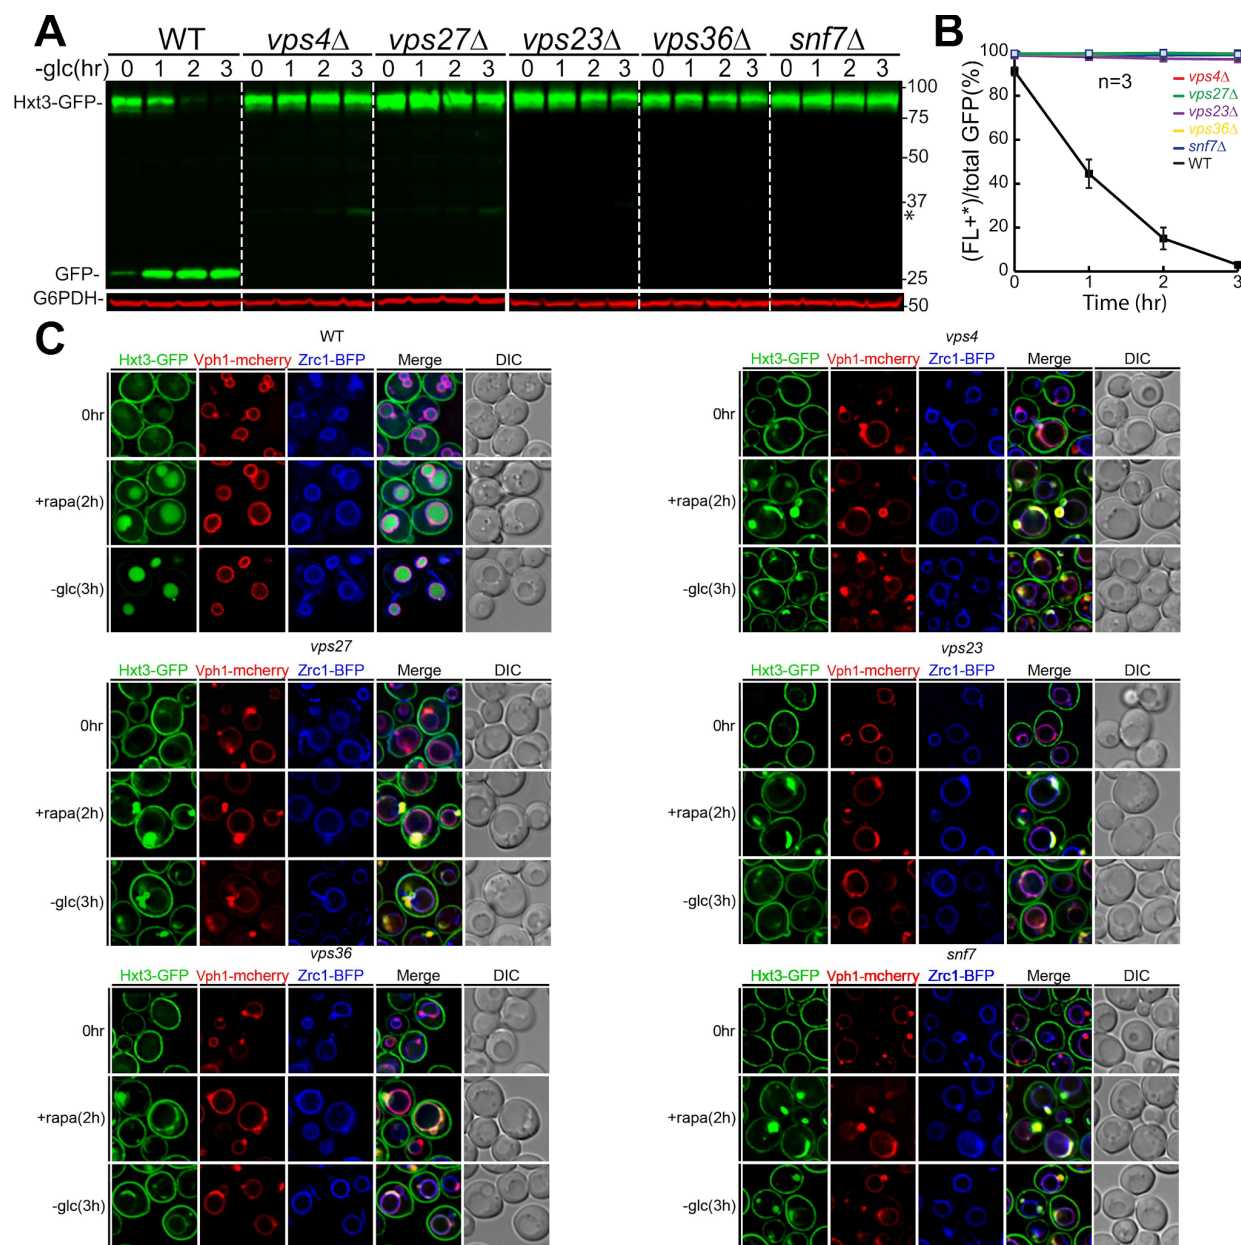 A
WT vps4Δ vps27Δ vps23Δ vps36Δ snf7Δ
-glc(hr) 0 1 2 3 0 1 2 3 0 1 2 3 0 1 2 3 0 1 2 3 0 1 2 3
Hxt3-GFP-
-100
-75
-50
-37
*
GFP-
-25
G6PDH-
-50
B
(FL+*)/total GFP(%)
100
80
60
40
20
0
n=3
vps4Δ
vps27Δ
vps23Δ
vps36Δ
snf7Δ
WT
0 1 2 3
Time (hr)
C
WT
Hxt3-GFP Vph1-mcherry Zrc1-BFP Merge DIC
0hr
+rapa(2h)
-glc(3h)
vps4
Hxt3-GFP Vph1-mcherry Zrc1-BFP Merge DIC
0hr
+rapa(2h)
-glc(3h)
vps27
Hxt3-GFP Vph1-mcherry Zrc1-BFP Merge DIC
0hr
+rapa(2h)
-glc(3h)
vps23
Hxt3-GFP Vph1-mcherry Zrc1-BFP Merge DIC
0hr
+rapa(2h)
-glc(3h)
vps36
Hxt3-GFP Vph1-mcherry Zrc1-BFP Merge DIC
0hr
+rapa(2h)
-glc(3h)
snf7
Hxt3-GFP Vph1-mcherry Zrc1-BFP Merge DIC
0hr
+rapa(2h)
-glc(3h)